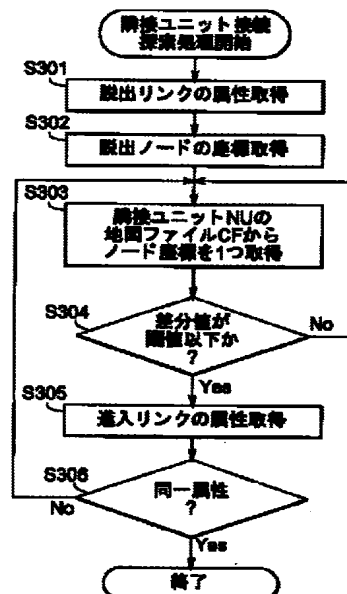 隣接ユニット接続
探索処理開始
S301
脱出リンクの属性取得
S302
脱出ノードの座標取得
S303
隣接ユニットNUの
地図ファイルCFから
ノード座標を1つ取得
S304
差分値が
閾値以下か
?
No
Yes
S305
進入リンクの属性取得
S306
同一属性
?
No
Yes
終了